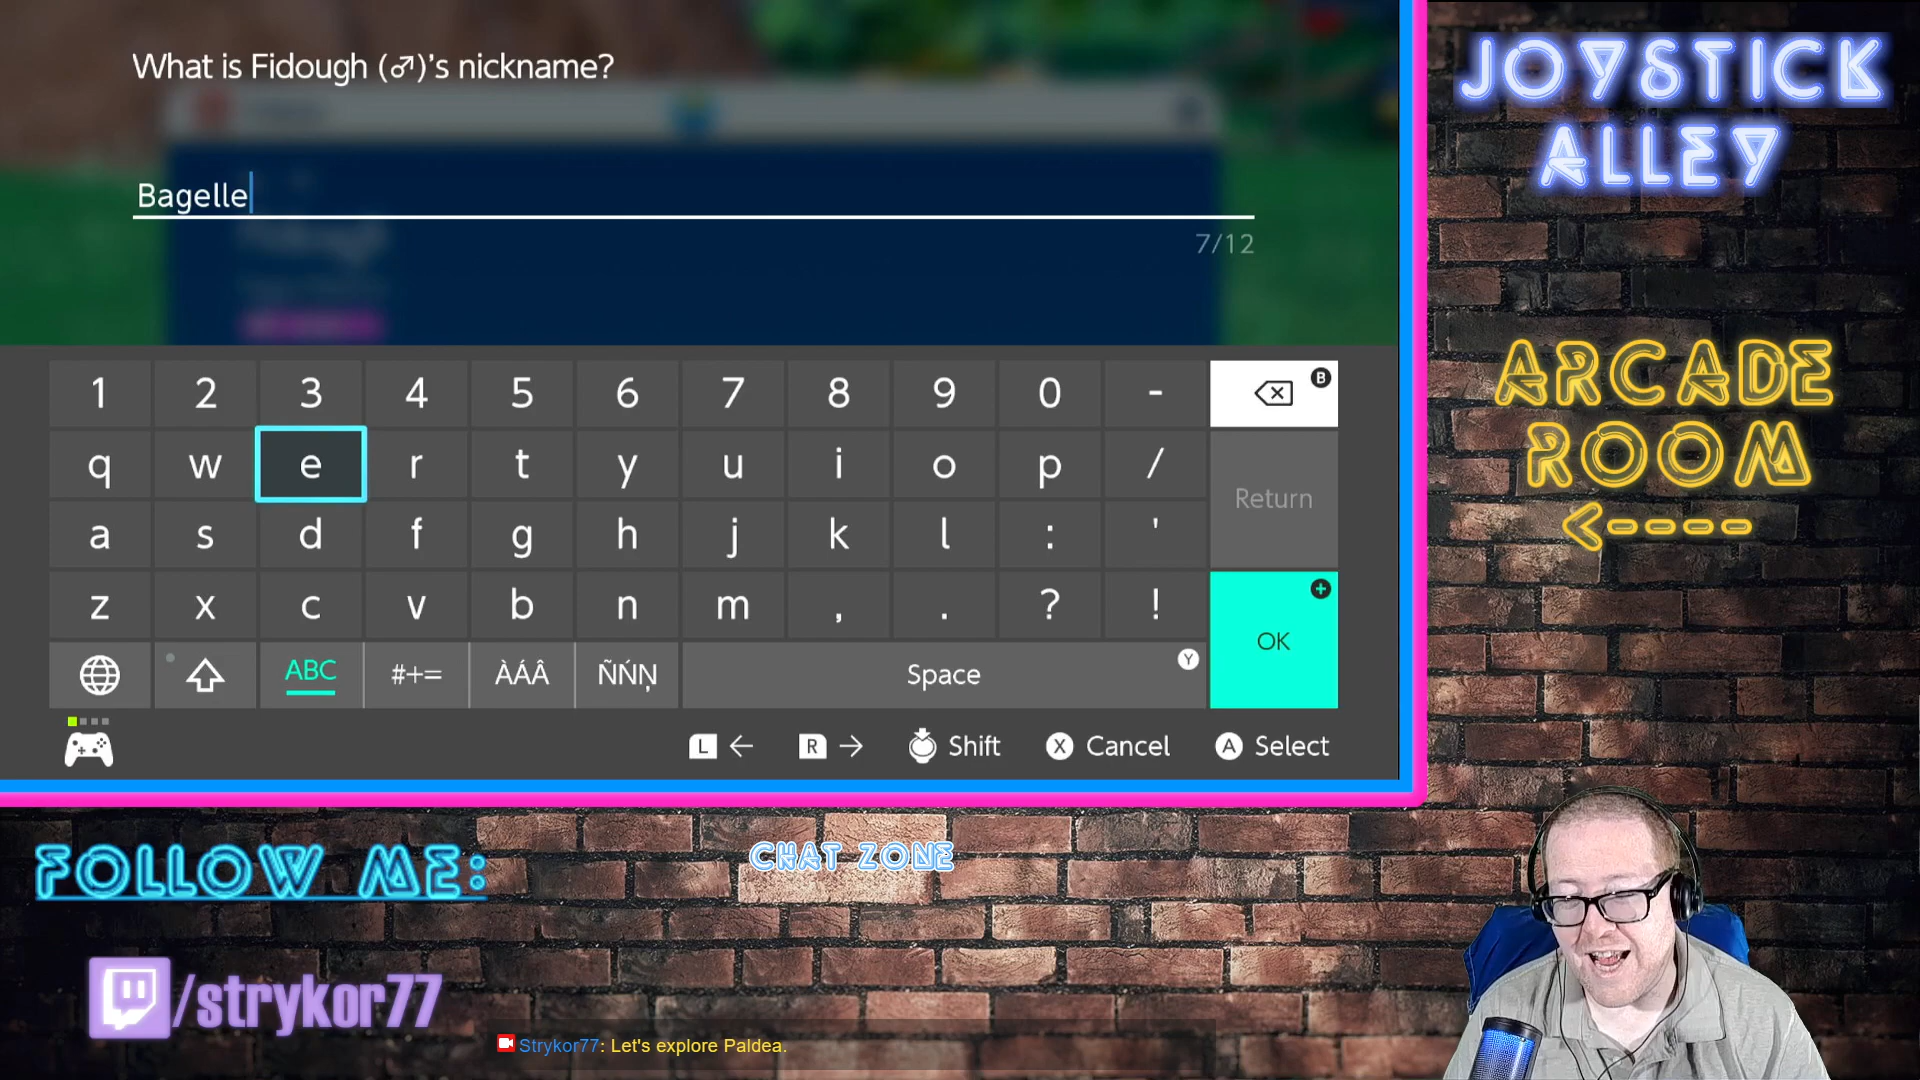 What is Fidough (♂)'s nickname?
Bagelle
7/12
1 2 3 4 5 6 7 8 9 0 - B
q w e r t y u i o p / Return
a s d f g h j k l : '
z x c v b n m , . ? ! + OK
ABC #+= ÀÁÂ ÑŃŅ Space Y
L ← R → Shift X Cancel A Select
JOYSTICK
ALLEY
ARCADE
ROOM
<----
FOLLOW ME:
CHAT ZONE
/strykor77
Strykor77: Let's explore Paldea.